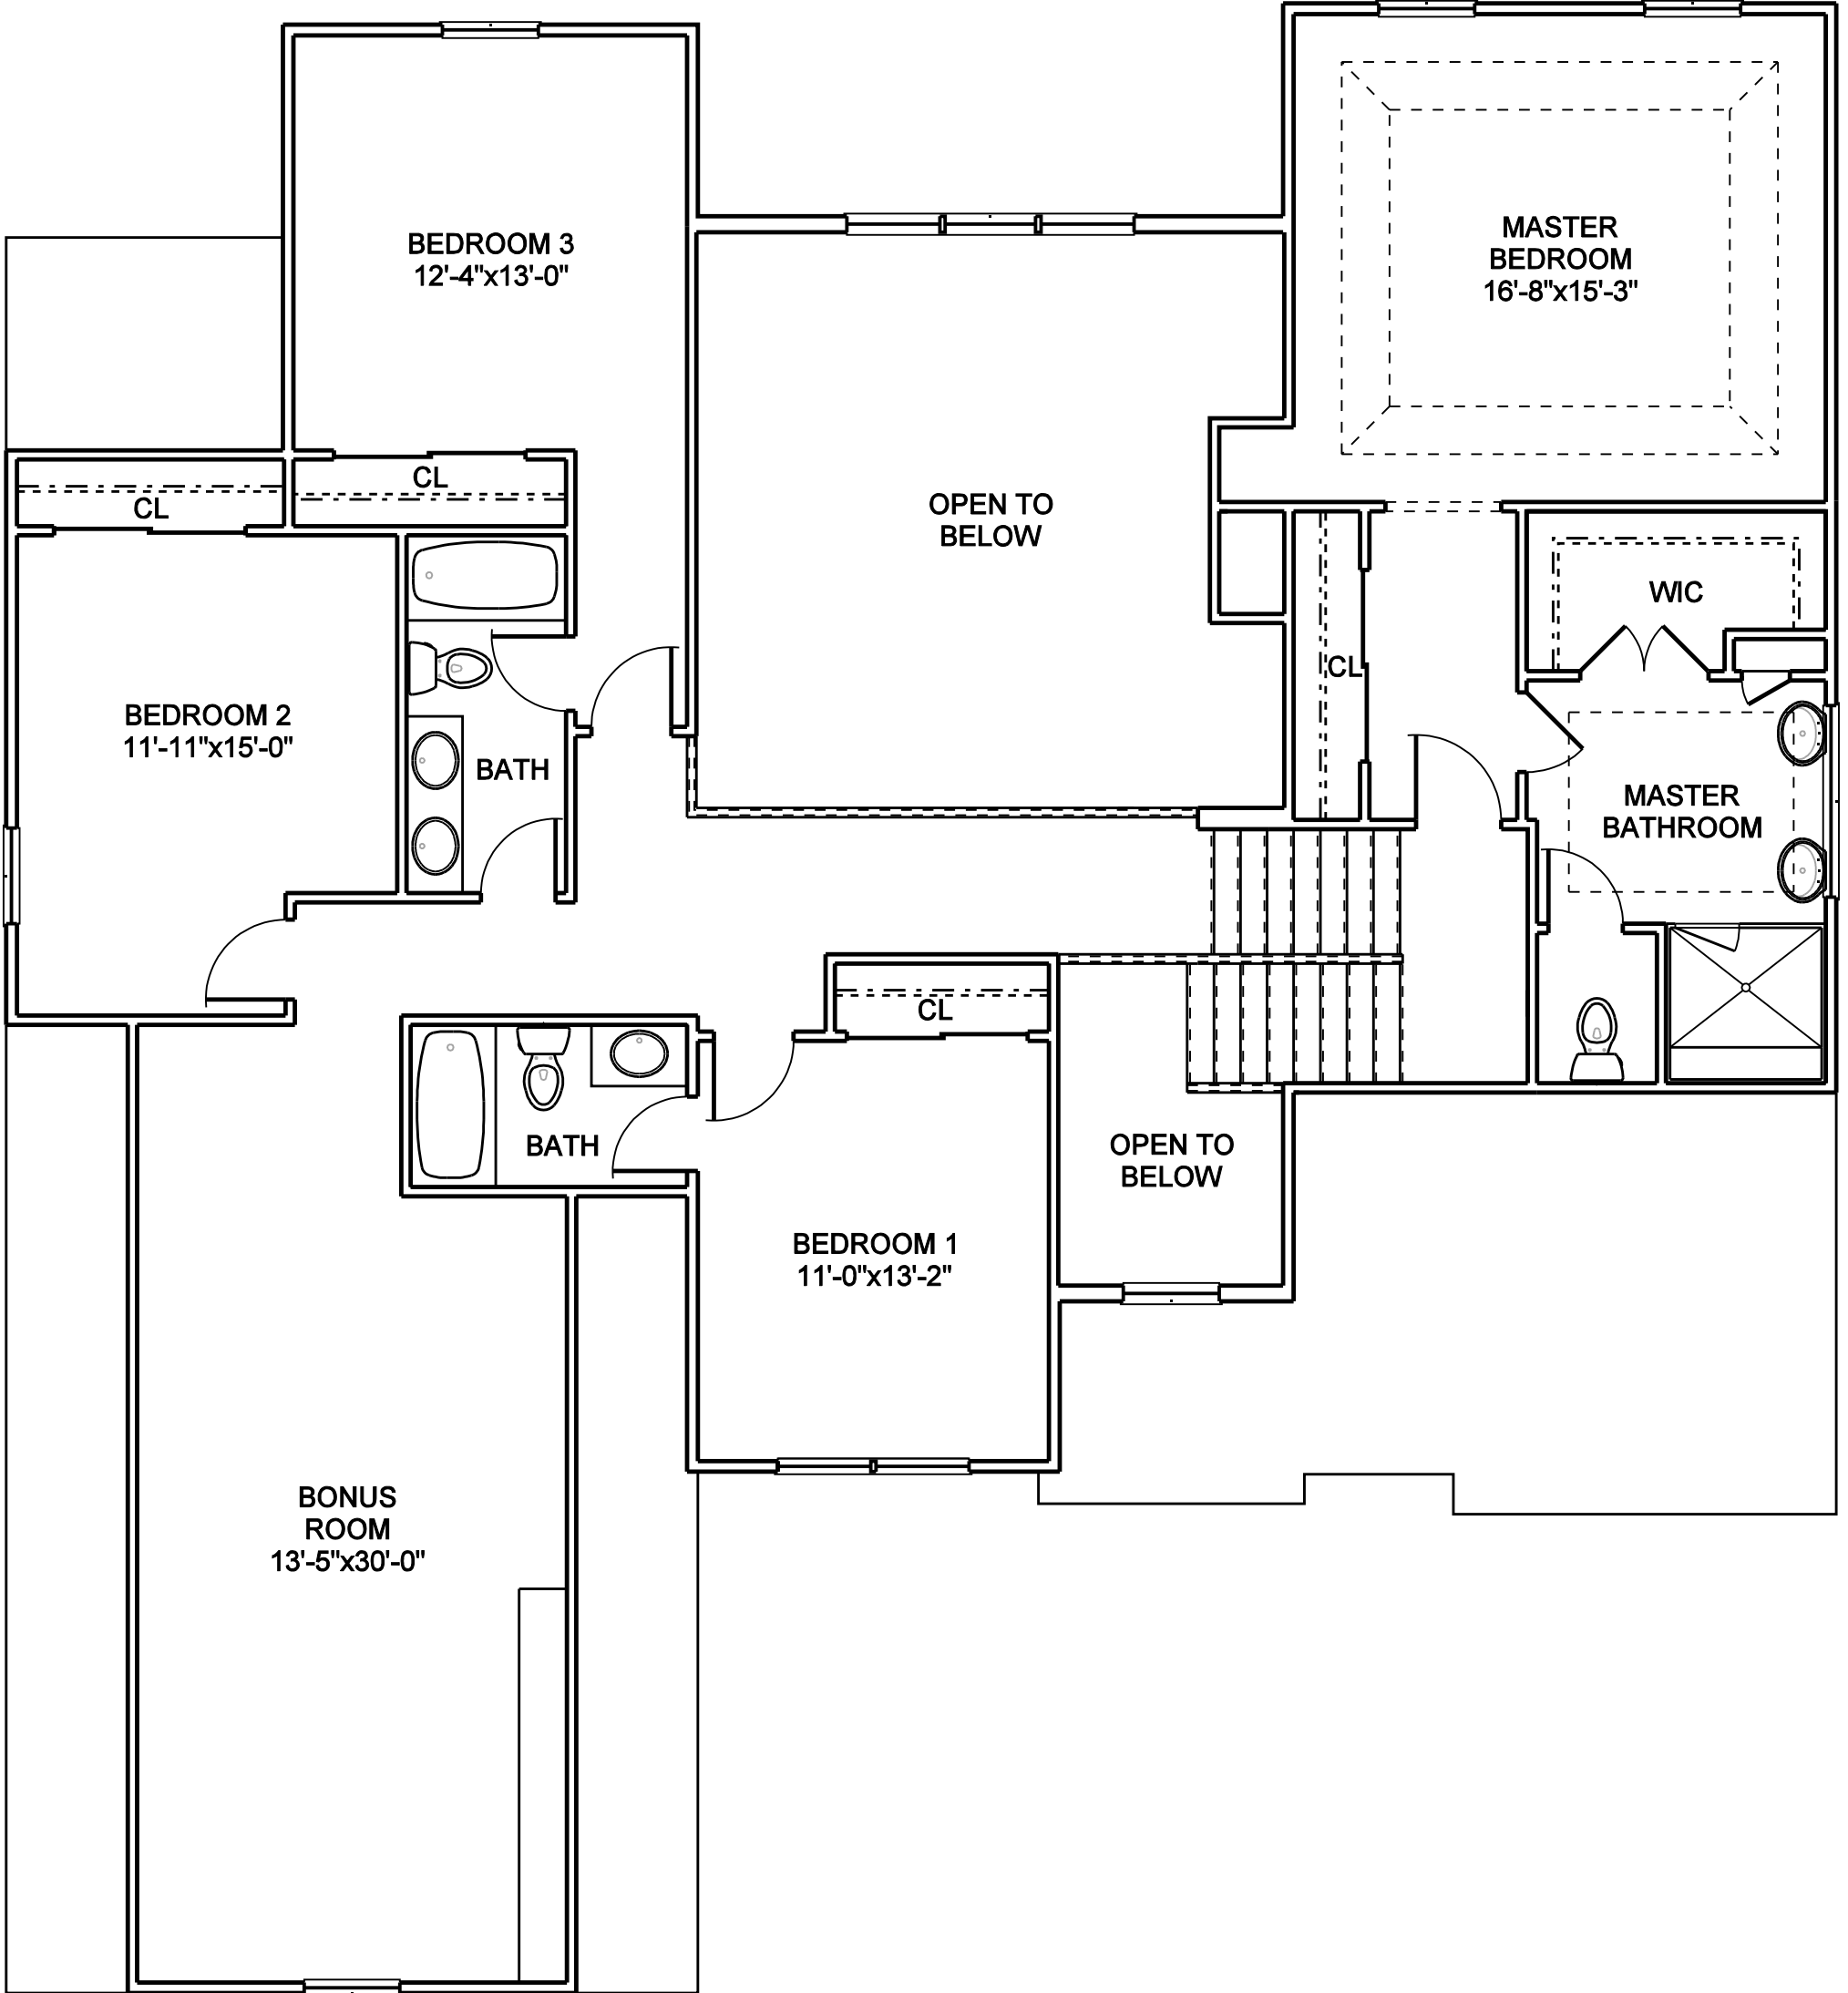 MASTER
BEDROOM
16'-8"x15'-3"
BEDROOM 3
12'-4"x13'-0"
CL
CL
OPEN TO
BELOW
WIC
CL
BEDROOM 2
11'-11"x15'-0"
BATH
MASTER
BATHROOM
CL
BATH
OPEN TO
BELOW
BEDROOM 1
11'-0"x13'-2"
BONUS
ROOM
13'-5"x30'-0"